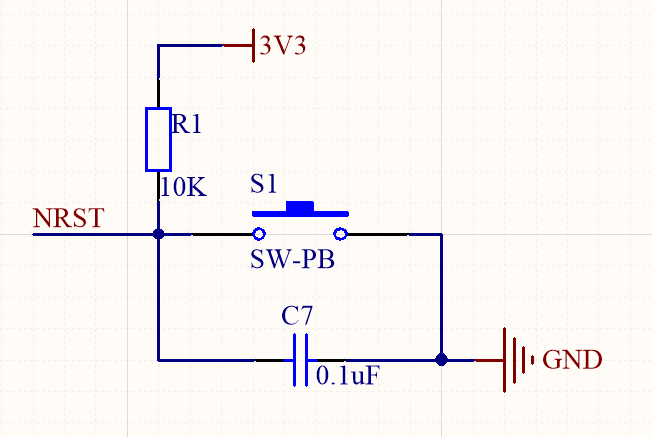 3V3
R1
10K
S1
NRST
SW-PB
C7
0.1uF
GND